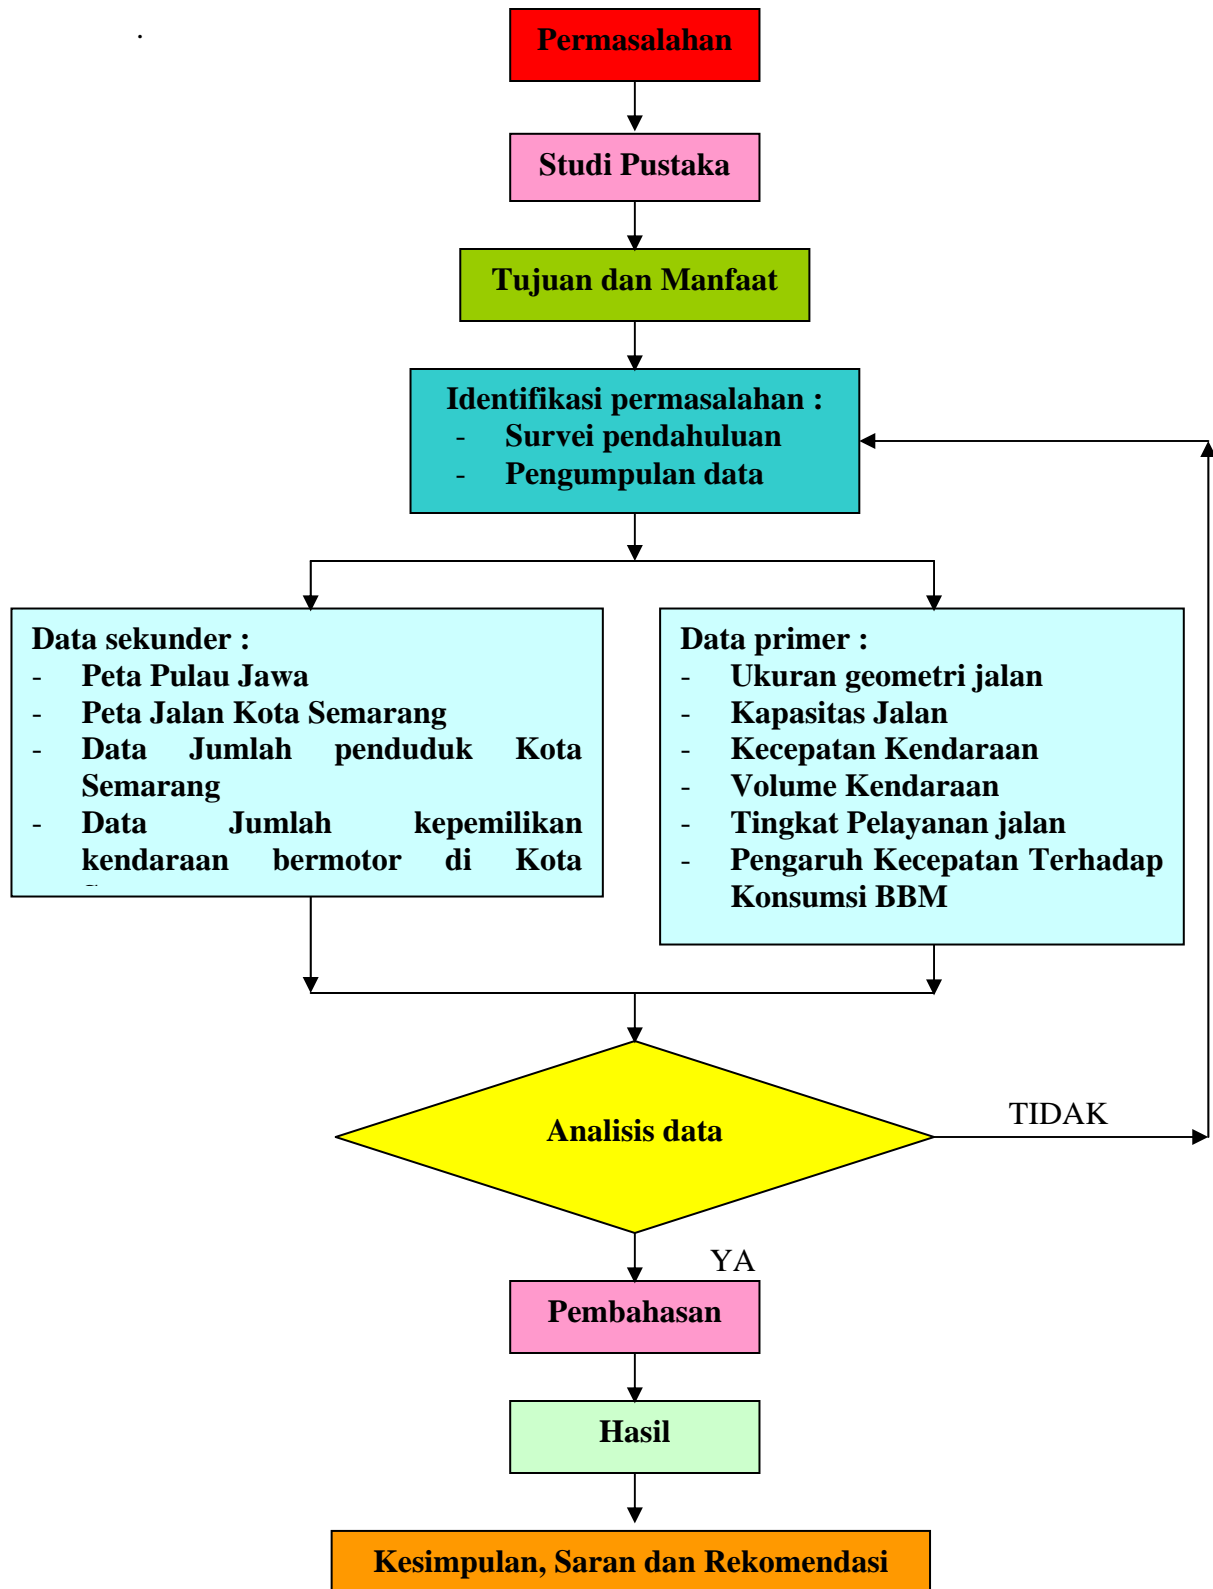 .
Permasalahan
Studi Pustaka
Tujuan dan Manfaat
Identifikasi permasalahan :
- Survei pendahuluan
- Pengumpulan data
Data sekunder :
- Peta Pulau Jawa
- Peta Jalan Kota Semarang
- Data Jumlah penduduk Kota
Semarang
- Data Jumlah kepemilikan
kendaraan bermotor di Kota
Data primer :
- Ukuran geometri jalan
- Kapasitas Jalan
- Kecepatan Kendaraan
- Volume Kendaraan
- Tingkat Pelayanan jalan
- Pengaruh Kecepatan Terhadap
Konsumsi BBM
Analisis data
TIDAK
YA
Pembahasan
Hasil
Kesimpulan, Saran dan Rekomendasi